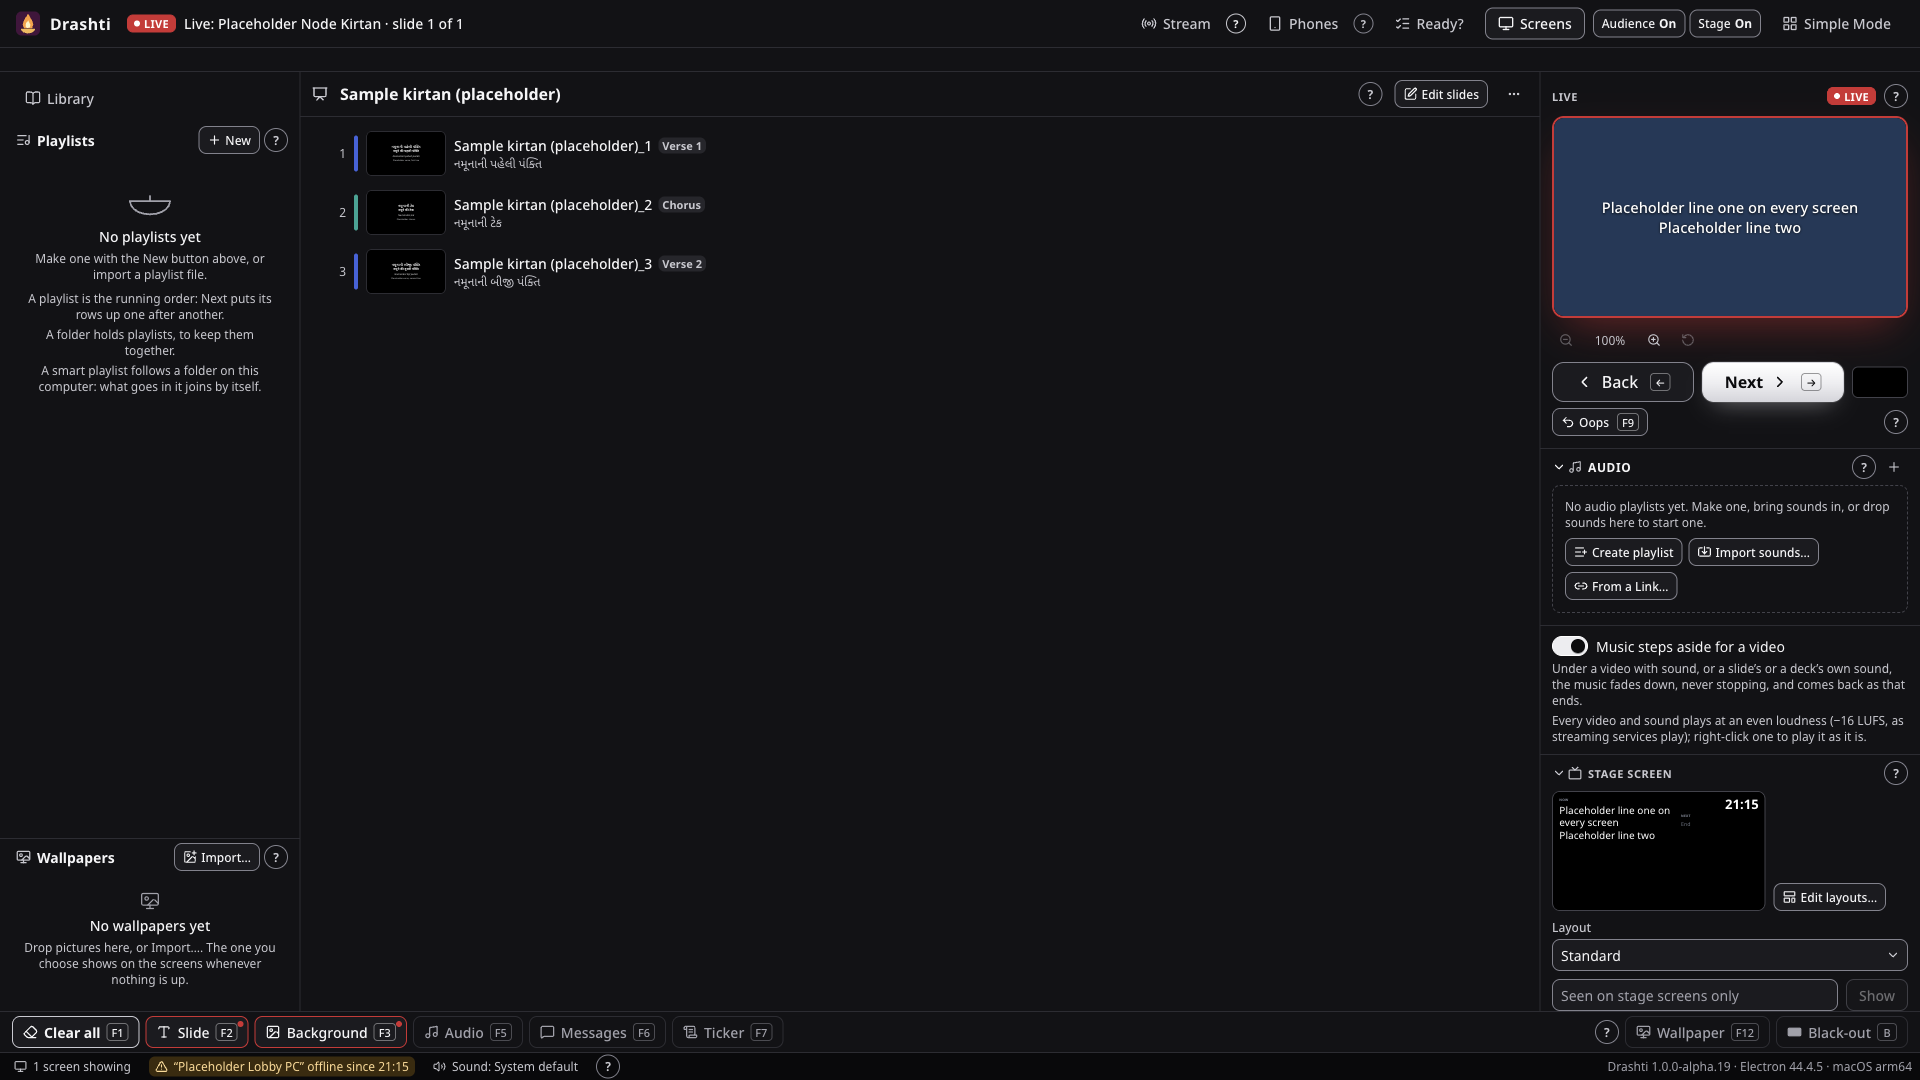 Drashti
LIVE
Live: Placeholder Node Kirtan · slide 1 of 1
Stream
?
Phones
?
Ready?
Screens
Audience On
Stage On
Simple Mode
Library
Playlists
New
?
No playlists yet
Make one with the New button above, or
import a playlist file.
A playlist is the running order: Next puts its
rows up one after another.
A folder holds playlists, to keep them
together.
A smart playlist follows a folder on this
computer: what goes in it joins by itself.
Wallpapers
Import...
?
No wallpapers yet
Drop pictures here, or Import.... The one you
choose shows on the screens whenever
nothing is up.
Sample kirtan (placeholder)
?
Edit slides
1
Sample kirtan (placeholder)_1
Verse 1
નમૂનાની પહેલી પંક્તિ
2
Sample kirtan (placeholder)_2
Chorus
નમૂનાની ટેક
3
Sample kirtan (placeholder)_3
Verse 2
નમૂનાની બીજી પંક્તિ
LIVE
LIVE
?
Placeholder line one on every screen
Placeholder line two
100%
Back
Next
Oops F9
?
AUDIO
?
No audio playlists yet. Make one, bring sounds in, or drop
sounds here to start one.
Create playlist
Import sounds...
From a Link...
Music steps aside for a video
Under a video with sound, or a slide’s or a deck’s own sound,
the music fades down, never stopping, and comes back as that
ends.
Every video and sound plays at an even loudness (−16 LUFS, as
streaming services play); right-click one to play it as it is.
STAGE SCREEN
?
Placeholder line one on
every screen
Placeholder line two
21:15
End
Edit layouts...
Layout
Standard
Seen on stage screens only
Show
Clear all F1
Slide F2
Background F3
Audio F5
Messages F6
Ticker F7
?
Wallpaper F12
Black-out B
1 screen showing
“Placeholder Lobby PC” offline since 21:15
Sound: System default
?
Drashti 1.0.0-alpha.19 · Electron 44.4.5 · macOS arm64